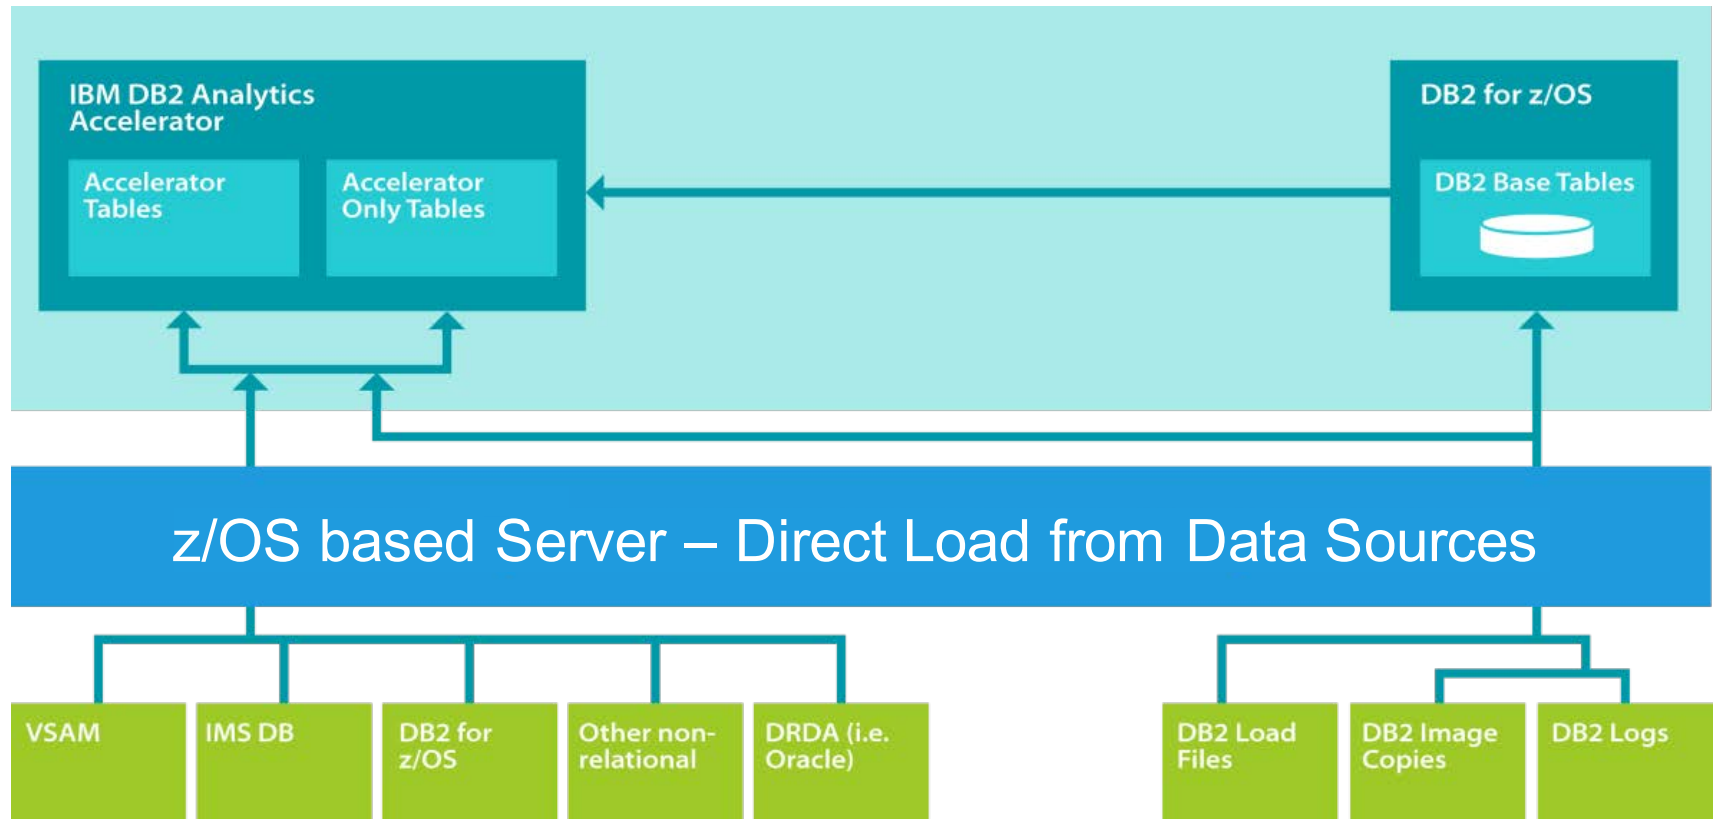 IBM DB2 Analytics
Accelerator
Accelerator
Tables
Accelerator
Only Tables
DB2 for z/OS
DB2 Base Tables
z/OS based Server – Direct Load from Data Sources
VSAM
IMS DB
DB2 for
z/OS
Other non-
relational
DRDA (i.e.
Oracle)
DB2 Load
Files
DB2 Image
Copies
DB2 Logs